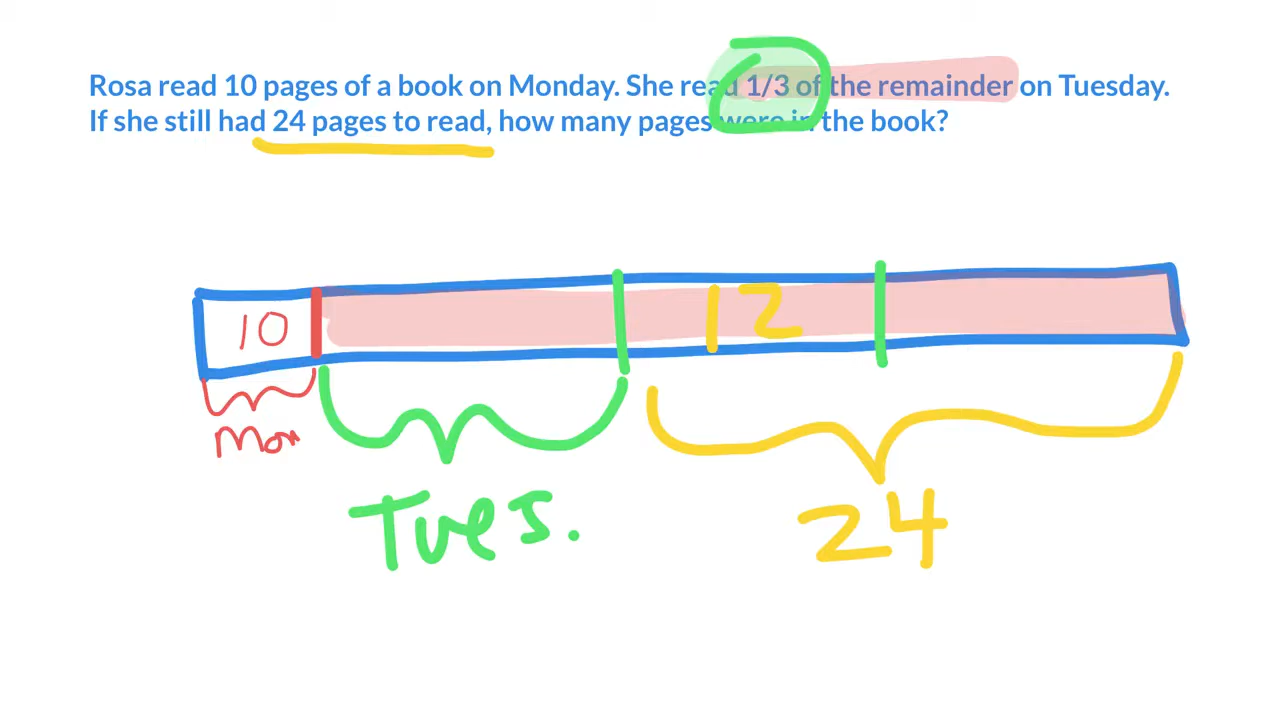 Rosa read 10 pages of a book on Monday. She read 1/3 of the remainder on Tuesday.
If she still had 24 pages to read, how many pages were in the book?
10
12
Mon
Tues.
24